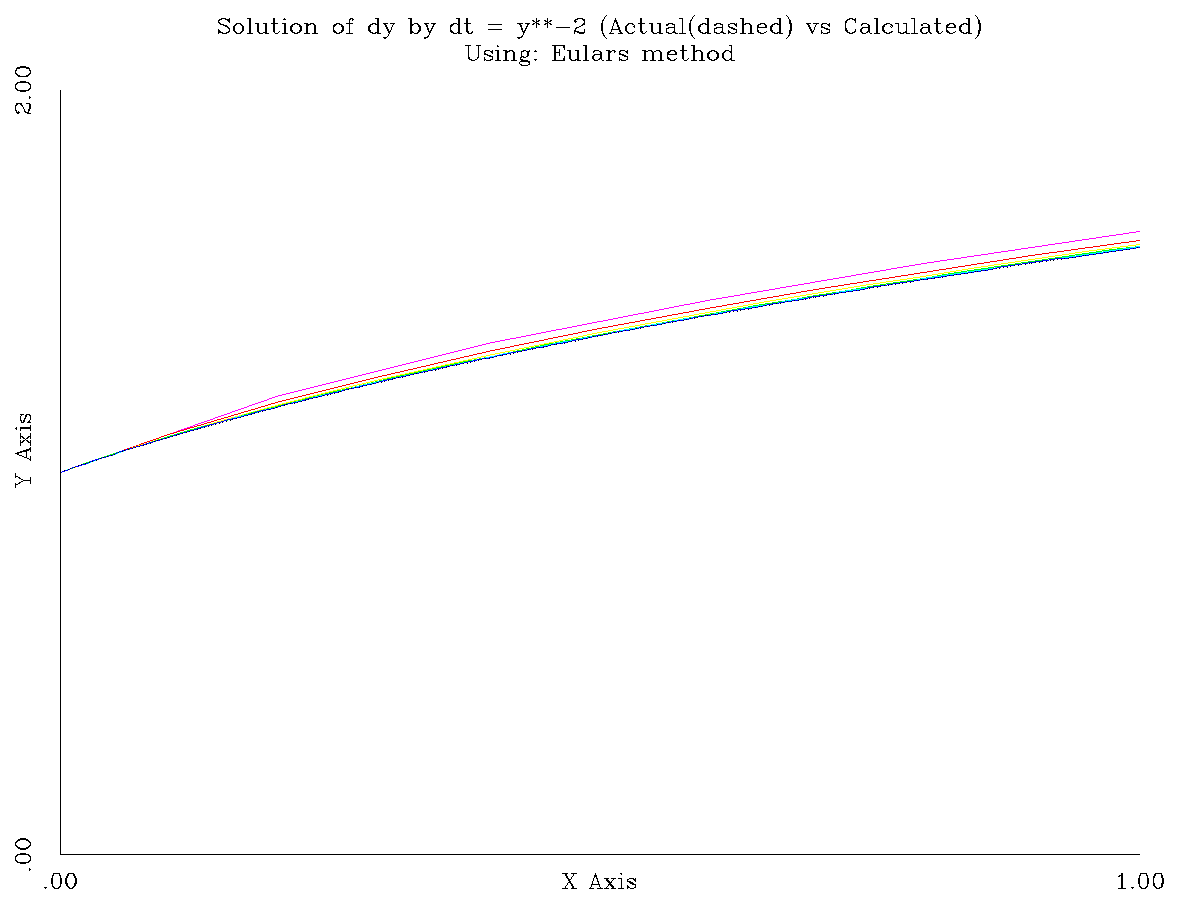 Solution of dy by dt = y**−2 (Actual(dashed) vs Calculated)
Using: Eulars method
2.00
Y Axis
.00
.00
X Axis
1.00